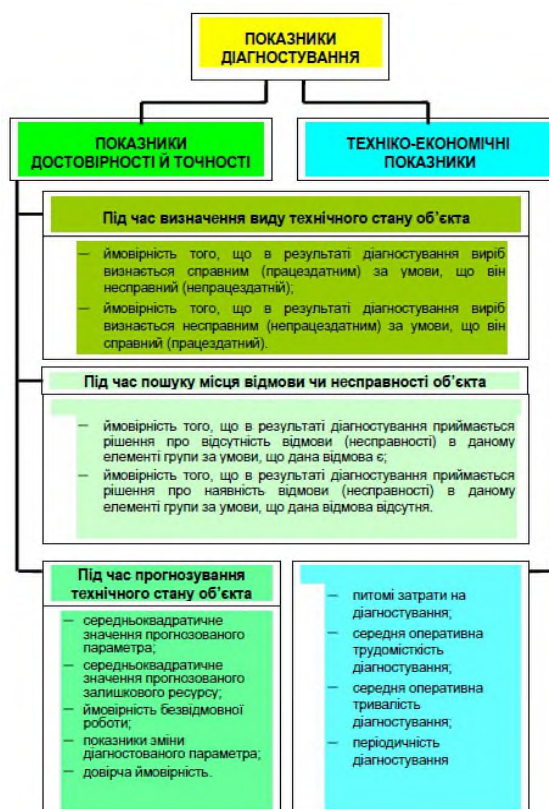 ПОКАЗНИКИ
ДІАГНОСТУВАННЯ
ПОКАЗНИКИ
ДОСТОВІРНОСТІ Й ТОЧНОСТІ
ТЕХНІКО-ЕКОНОМІЧНІ
ПОКАЗНИКИ
Під час визначення виду технічного стану об’єкта
– ймовірність того, що в результаті діагностування виріб
визнається справним (працездатним) за умови, що він
несправний (непрацездатній);
– ймовірність того, що в результаті діагностування виріб
визнається несправним (непрацездатним) за умови, що він
справний (працездатний).
Під час пошуку місця відмови чи несправності об’єкта
– ймовірність того, що в результаті діагностування приймається
рішення про відсутність відмови (несправності) в даному
елементі групи за умови, що дана відмова є;
– ймовірність того, що в результаті діагностування приймається
рішення про наявність відмови (несправності) в даному
елементі групи за умови, що дана відмова відсутня.
Під час прогнозування
технічного стану об’єкта
– середньоквадратичне
значення прогнозованого
параметра;
– середньоквадратичне
значення прогнозованого
залишкового ресурсу;
– ймовірність безвідмовної
роботи;
– показники зміни
діагностованого параметра;
– довірча ймовірність.
– питомі затрати на
діагностування;
– середня оперативна
трудомісткість
діагностування;
– середня оперативна
тривалість
діагностування;
– періодичність
діагностування